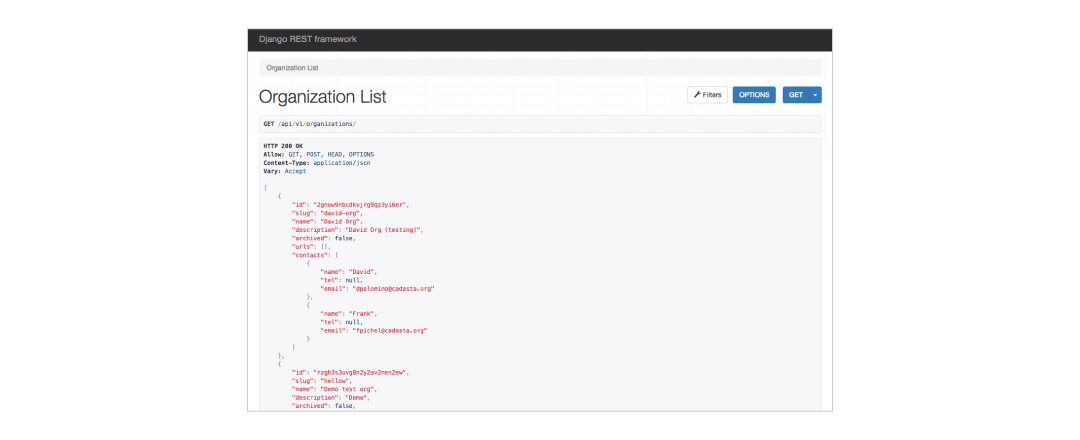 Django REST framework
Organization List
Organization List
Filters
OPTIONS
GET
GET /api/v1/organizations/
HTTP 200 OK
Allow: GET, POST, HEAD, OPTIONS
Content-Type: application/json
Vary: Accept
[
{
"id": "2gnuw9nbcdkvjrg9qz3yi6er",
"slug": "david-org",
"name": "David Org",
"description": "David Org (testing)",
"archived": false,
"urls": [],
"contacts": [
{
"name": "David",
"tel": null,
"email": "dpalomino@cadasta.org"
},
{
"name": "Frank",
"tel": null,
"email": "fpichel@cadasta.org"
}
]
},
{
"id": "rzgh3s3uvg8n2y2av2nen2ew",
"slug": "hellow",
"name": "Demo test org",
"description": "Demo",
"archived": false,